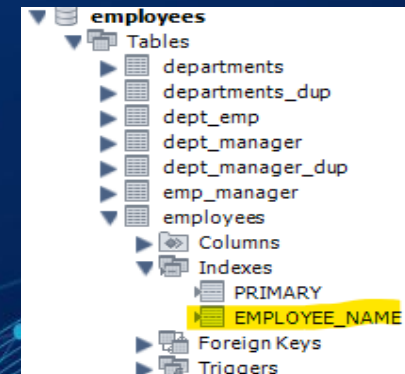 employees
Tables
departments
departments_dup
dept_emp
dept_manager
dept_manager_dup
emp_manager
employees
Columns
Indexes
PRIMARY
EMPLOYEE_NAME
Foreign Keys
Triggers